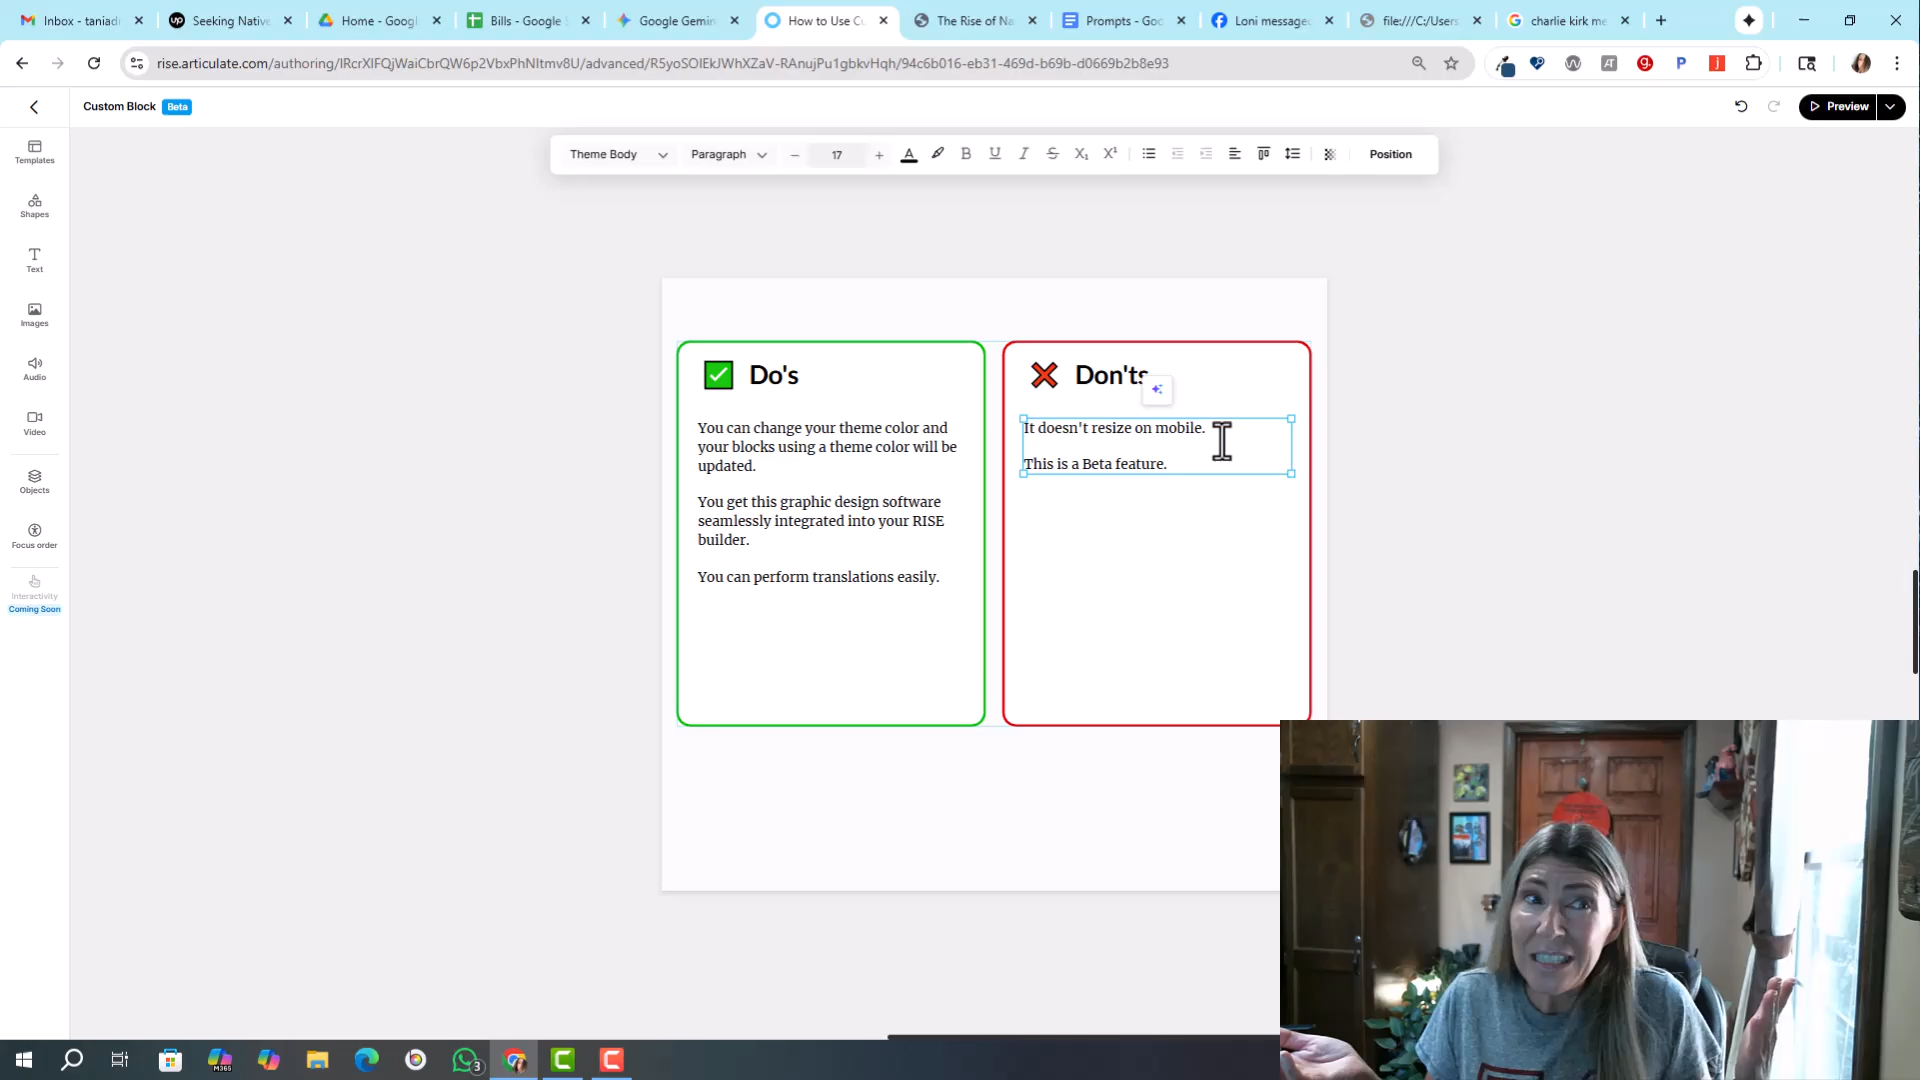 Inbox - taniadr
Seeking Native
Home - Googl
Bills - Google S
Google Gemin
How to Use Cu
The Rise of Na
Prompts - Goo
Loni message
file:///C:/Users
charlie kirk me
rise.articulate.com/authoring/IRcrXIFQjWaiCbrQW6p2VbxPhNItmv8U/advanced/R5yoSOlEkJWhXZaV-RAnujPu1gbkvHqh/94c6b016-eb31-469d-b69b-d0669b2b8e93
Custom Block Beta
Preview
Theme Body
Paragraph
17
Position
Templates
Shapes
Text
Images
Audio
Video
Objects
Focus order
Interactivity
Coming Soon
Do's
You can change your theme color and
your blocks using a theme color will be
updated.
You get this graphic design software
seamlessly integrated into your RISE
builder.
You can perform translations easily.
Don'ts
It doesn't resize on mobile.
This is a Beta feature.